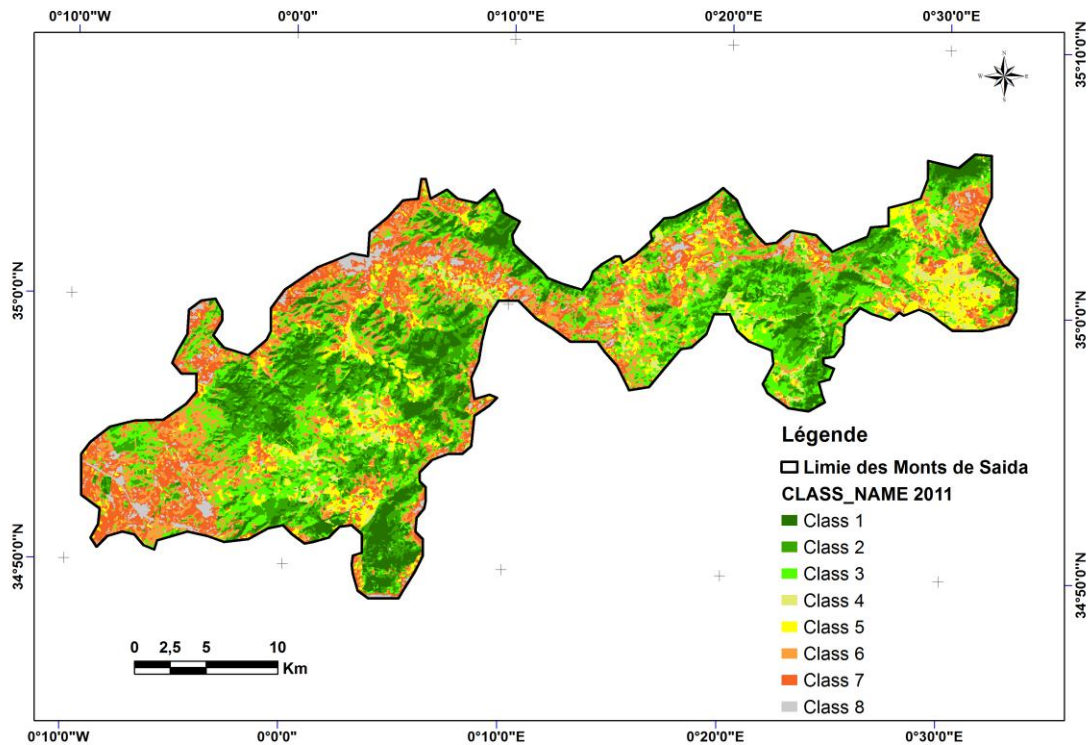 0°10'0"W 0°0'0" 0°10'0"E 0°20'0"E 0°30'0"E
35°10'0"N
N
W E
S
35°0'0"N
35°0'0"N
Légende
Limie des Monts de Saida
CLASS_NAME 2011
Class 1
Class 2
Class 3
Class 4
Class 5
Class 6
Class 7
Class 8
34°50'0"N
34°50'0"N
0 2,5 5 10
Km
0°10'0"W 0°0'0" 0°10'0"E 0°20'0"E 0°30'0"E